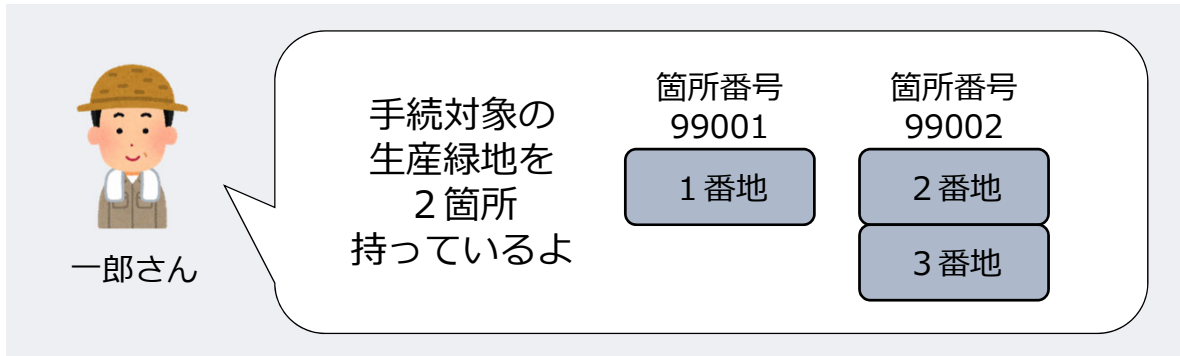 手続対象の
生産緑地を
２箇所
持っているよ
箇所番号
99001
１番地
箇所番号
99002
２番地
３番地
一郎さん